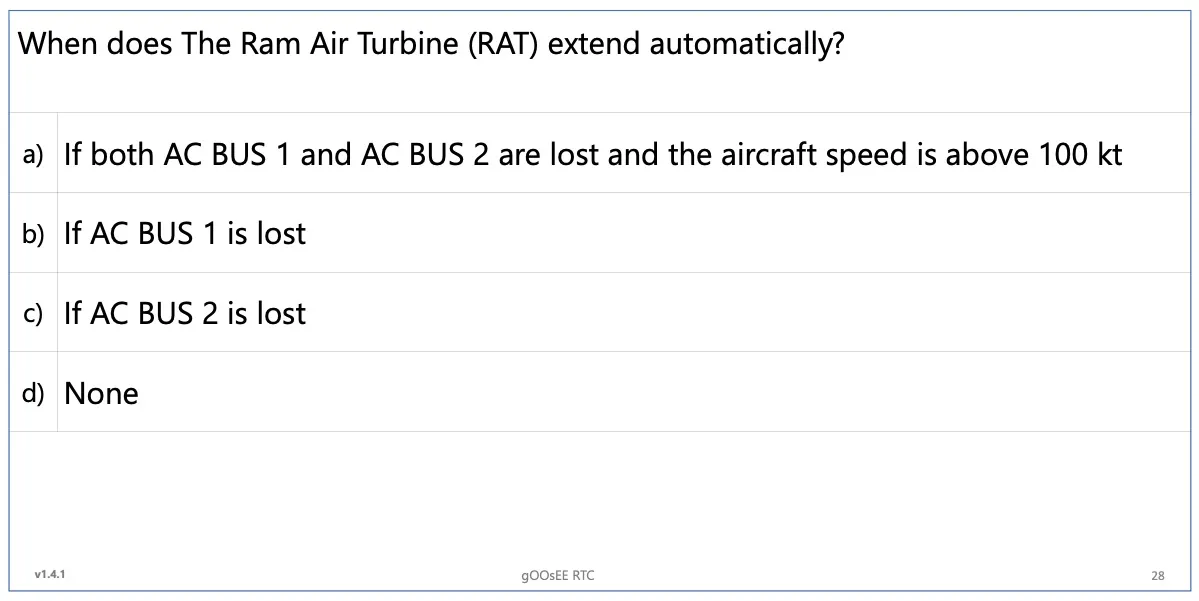 When does The Ram Air Turbine (RAT) extend automatically?
a) If both AC BUS 1 and AC BUS 2 are lost and the aircraft speed is above 100 kt
b) If AC BUS 1 is lost
c) If AC BUS 2 is lost
d) None
v1.4.1 gOOsEE RTC 28